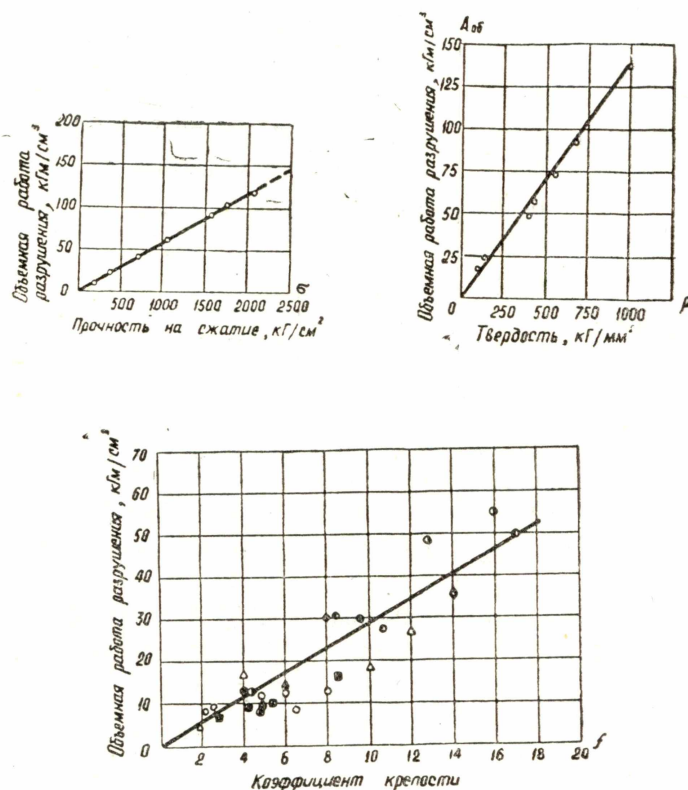 Объемная работа
разрушения, кГм/см³
200
150
100
50
0
500 1000 1500 2000 2500
σ
Прочность на сжатие, кГ/см²
Aоб
Объемная работа разрушения, кГм/см³
150
125
100
75
50
25
0
250 500 750 1000
P
Твердость, кГ/мм²
Объемная работа разрушения, кГм/см³
70
60
50
40
30
20
10
0
2 4 6 8 10 12 14 16 18 20
f
Коэффициент крепости